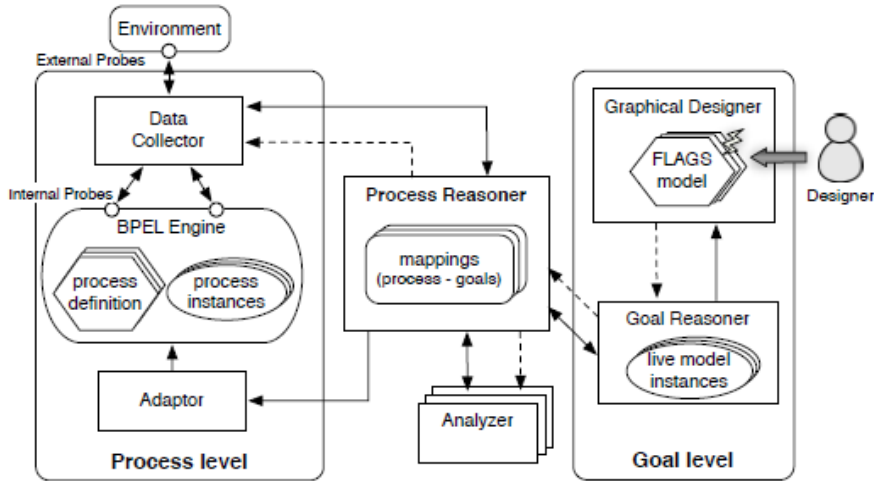 Environment
External Probes
Data
Collector
Internal Probes
BPEL Engine
process
definition
process
instances
Adaptor
Process level
Process Reasoner
mappings
(process - goals)
Analyzer
Graphical Designer
FLAGS
model
Designer
Goal Reasoner
live model
instances
Goal level